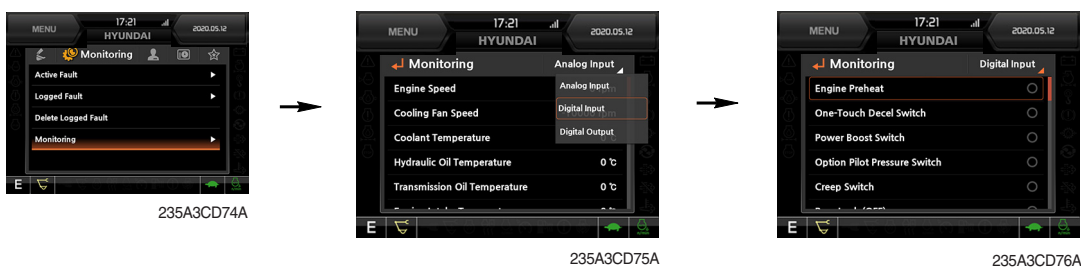 MENU
17:21
HYUNDAI
2020.05.12
Monitoring
Active Fault
Logged Fault
Delete Logged Fault
Monitoring
E
235A3CD74A
MENU
17:21
HYUNDAI
2020.05.12
Monitoring
Analog Input
Engine Speed
Analog Input
Cooling Fan Speed
Digital Input
Coolant Temperature
Digital Output
Hydraulic Oil Temperature 0 ℃
Transmission Oil Temperature 0 ℃
E
235A3CD75A
MENU
17:21
HYUNDAI
2020.05.12
Monitoring
Digital Input
Engine Preheat
One-Touch Decel Switch
Power Boost Switch
Option Pilot Pressure Switch
Creep Switch
E
235A3CD76A